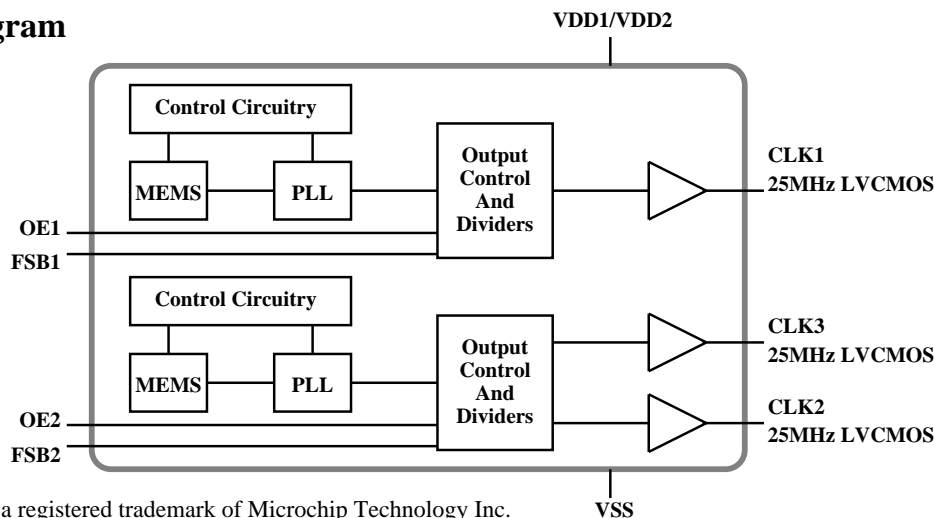 gram
VDD1/VDD2
Control Circuitry
MEMS
PLL
Output
Control
And
Dividers
CLK1
25MHz LVCMOS
OE1
FSB1
Control Circuitry
MEMS
PLL
Output
Control
And
Dividers
CLK3
25MHz LVCMOS
CLK2
25MHz LVCMOS
OE2
FSB2
a registered trademark of Microchip Technology Inc.
VSS